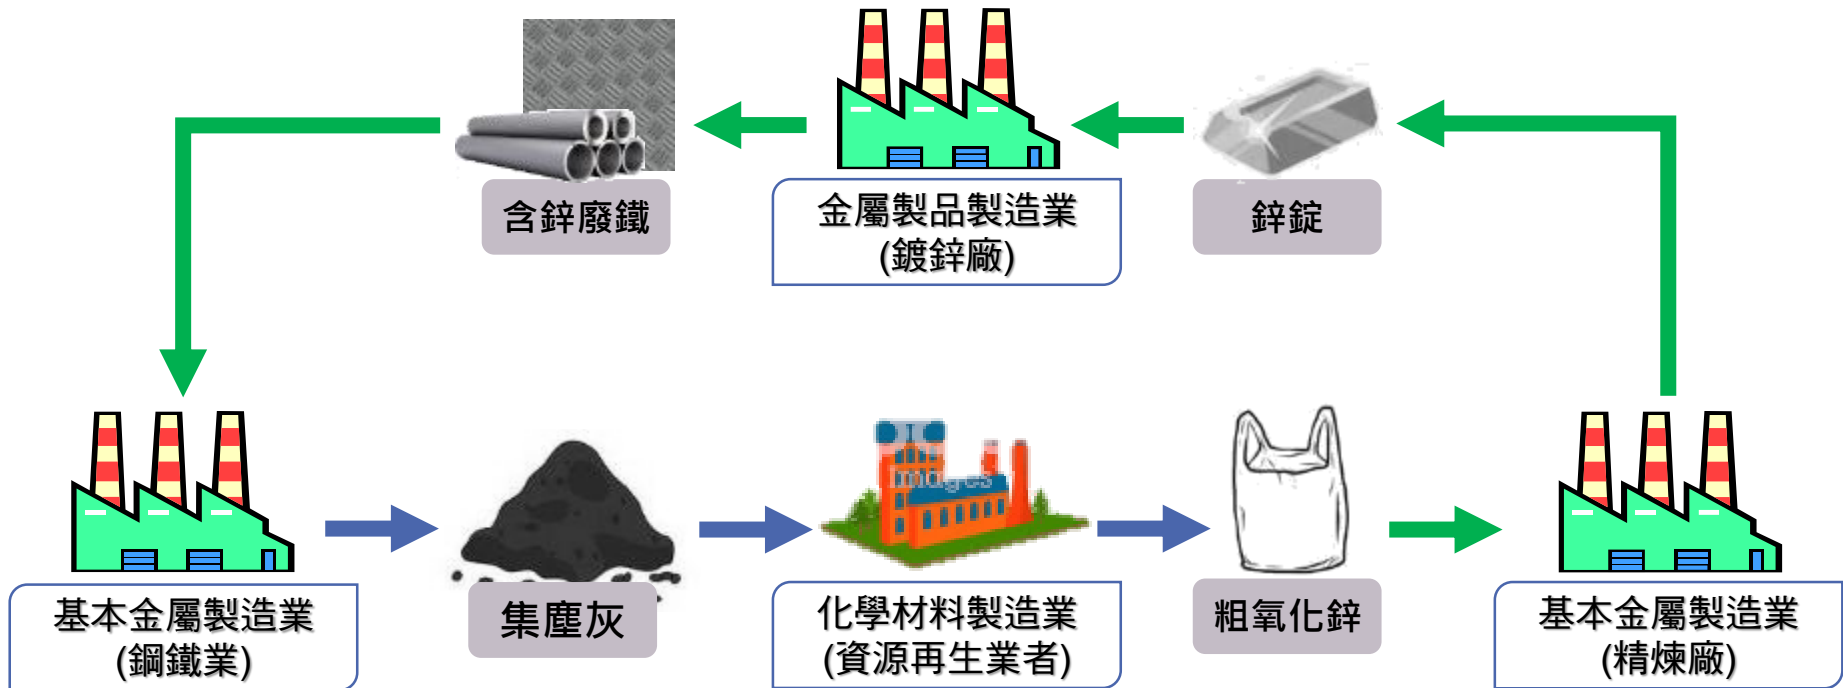 含鋅廢鐵
金屬製品製造業
(鍍鋅廠)
鋅錠
基本金屬製造業
(鋼鐵業)
集塵灰
images
化學材料製造業
(資源再生業者)
粗氧化鋅
基本金屬製造業
(精煉廠)